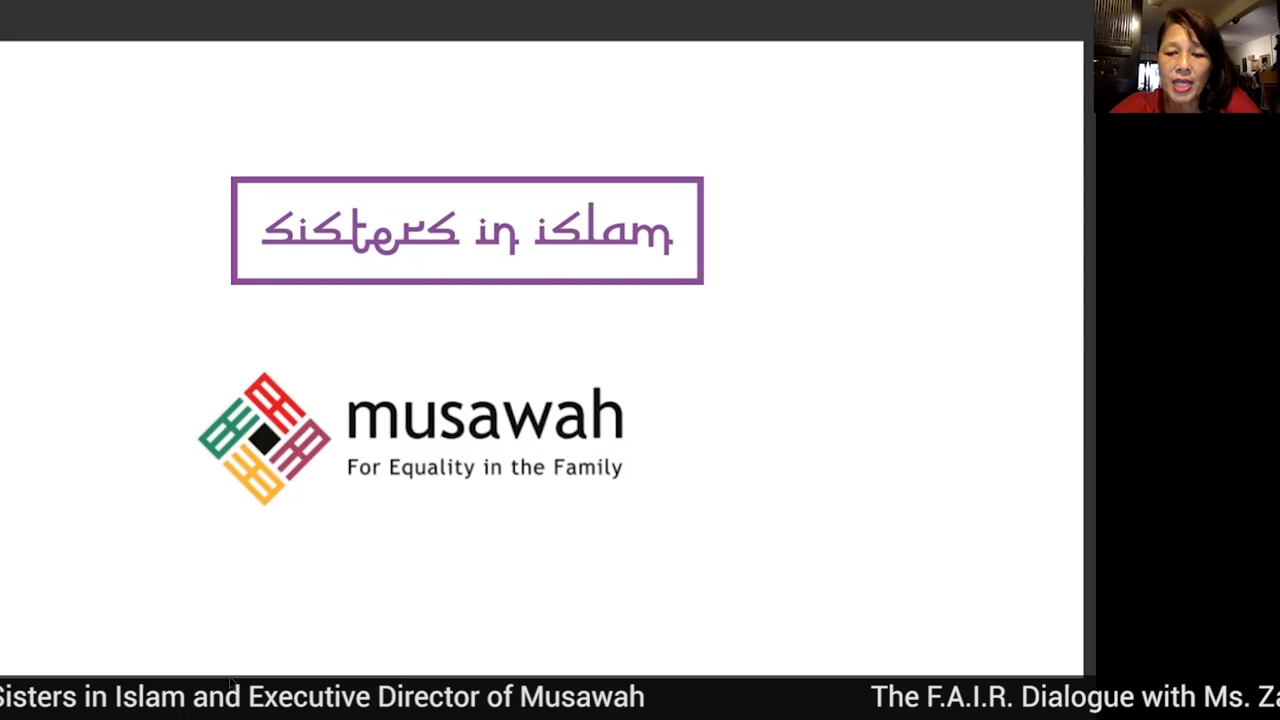 sisters in islam
musawah
For Equality in the Family
Sisters in Islam and Executive Director of Musawah
The F.A.I.R. Dialogue with Ms. Za